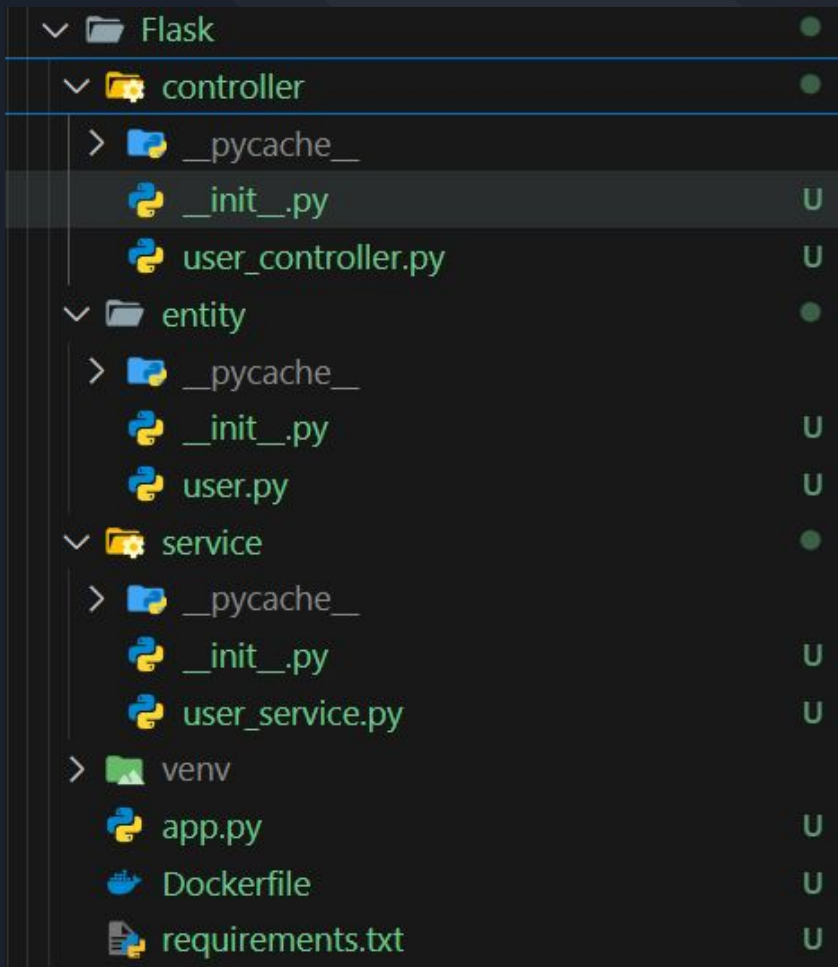 Flask
controller
__pycache__
__init__.py U
user_controller.py U
entity
__pycache__
__init__.py U
user.py U
service
__pycache__
__init__.py U
user_service.py U
venv
app.py U
Dockerfile U
requirements.txt U